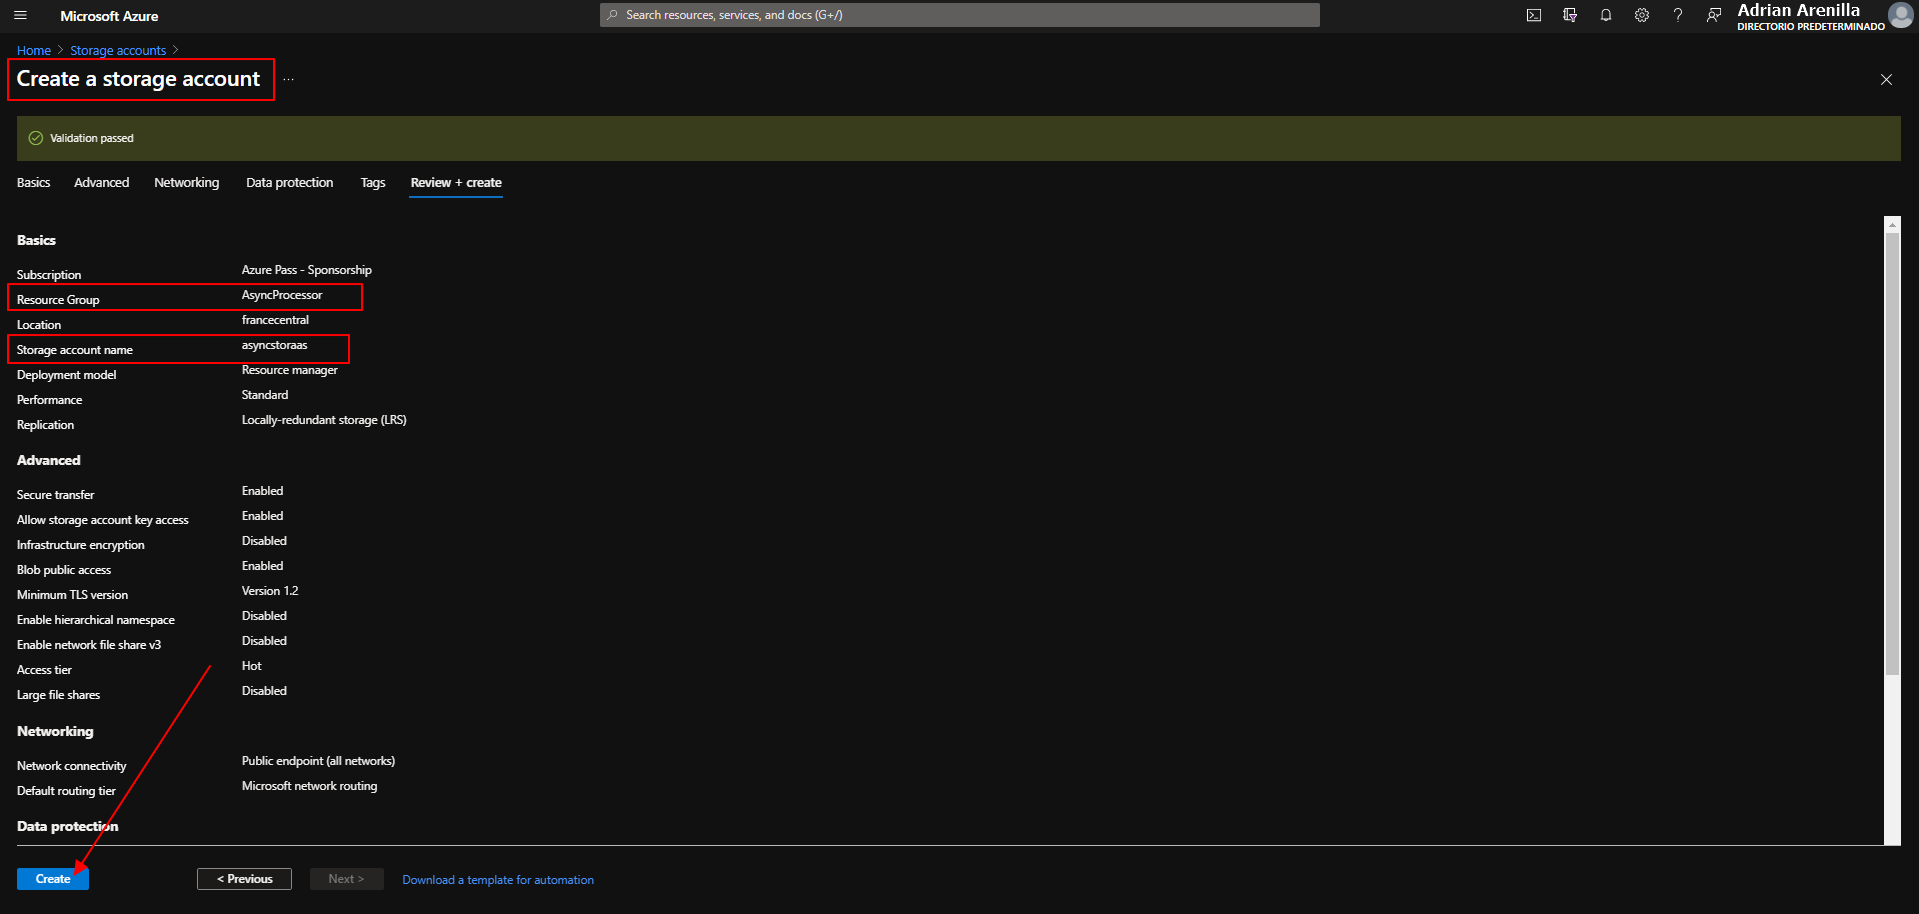 Microsoft Azure
Search resources, services, and docs (G+/)
Adrian Arenilla
DIRECTORIO PREDETERMINADO
Home > Storage accounts >
Create a storage account ...
Validation passed
Basics Advanced Networking Data protection Tags Review + create
Basics
Subscription Azure Pass - Sponsorship
Resource Group AsyncProcessor
Location francecentral
Storage account name asyncstoraas
Deployment model Resource manager
Performance Standard
Replication Locally-redundant storage (LRS)
Advanced
Secure transfer Enabled
Allow storage account key access Enabled
Infrastructure encryption Disabled
Blob public access Enabled
Minimum TLS version Version 1.2
Enable hierarchical namespace Disabled
Enable network file share v3 Disabled
Access tier Hot
Large file shares Disabled
Networking
Network connectivity Public endpoint (all networks)
Default routing tier Microsoft network routing
Data protection
Create < Previous Next > Download a template for automation